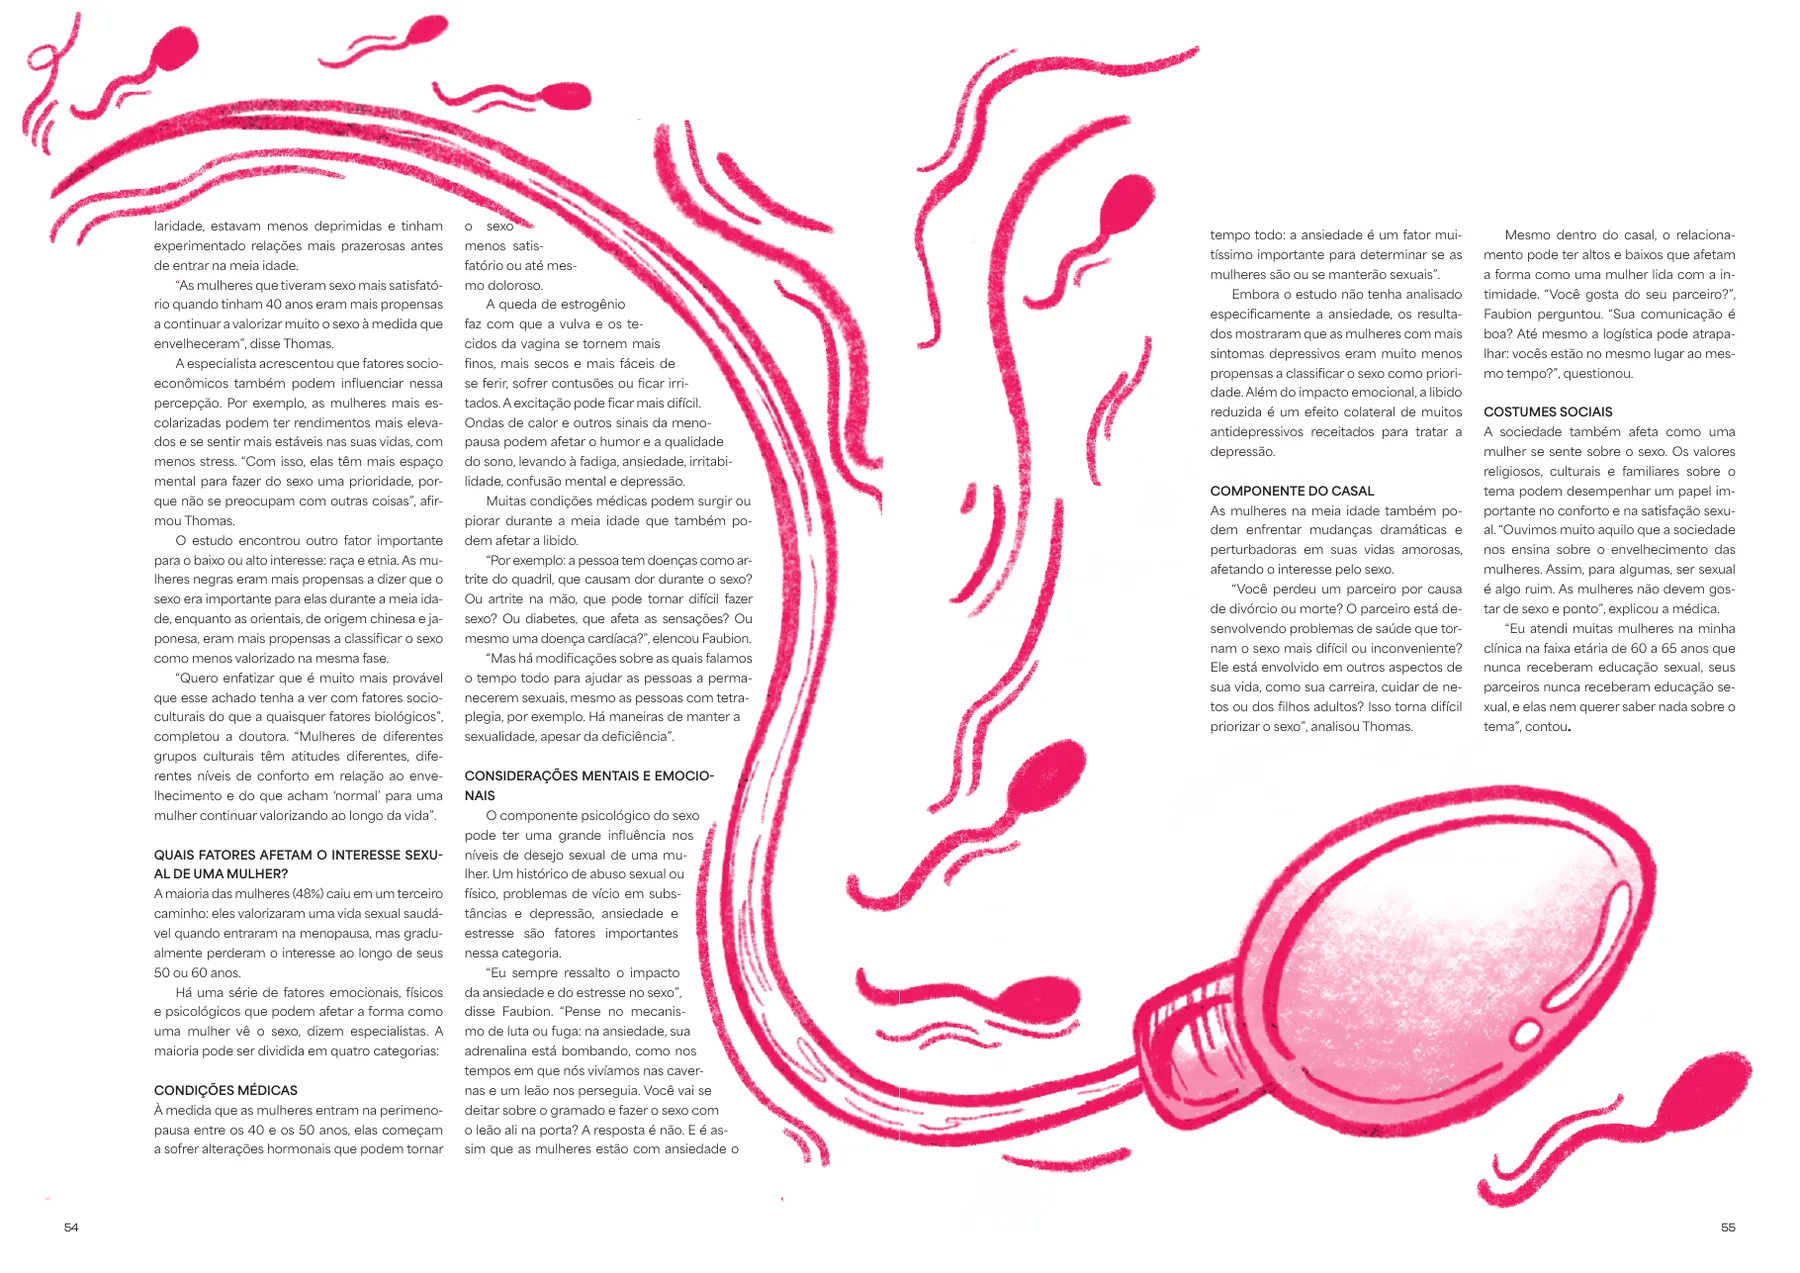 laridade, estavam menos deprimidas e tinham
experimentado relações mais prazerosas antes
de entrar na meia idade.
“As mulheres que tiveram sexo mais satisfató-
rio quando tinham 40 anos eram mais propensas
a continuar a valorizar muito o sexo à medida que
envelheceram”, disse Thomas.
A especialista acrescentou que fatores socio-
econômicos também podem influenciar nessa
percepção. Por exemplo, as mulheres mais es-
colarizadas podem ter rendimentos mais eleva-
dos e se sentir mais estáveis nas suas vidas, com
menos stress. “Com isso, elas têm mais espaço
mental para fazer do sexo uma prioridade, por-
que não se preocupam com outras coisas”, afir-
mou Thomas.
O estudo encontrou outro fator importante
para o baixo ou alto interesse: raça e etnia. As mu-
lheres negras eram mais propensas a dizer que o
sexo era importante para elas durante a meia ida-
de, enquanto as orientais, de origem chinesa e ja-
ponesa, eram mais propensas a classificar o sexo
como menos valorizado na mesma fase.
“Quero enfatizar que é muito mais provável
que esse achado tenha a ver com fatores socio-
culturais do que a quaisquer fatores biológicos”,
completou a doutora. “Mulheres de diferentes
grupos culturais têm atitudes diferentes, dife-
rentes níveis de conforto em relação ao enve-
lhecimento e do que acham ‘normal’ para uma
mulher continuar valorizando ao longo da vida”.
QUAIS FATORES AFETAM O INTERESSE SEXU-
AL DE UMA MULHER?
A maioria das mulheres (48%) caiu em um terceiro
caminho: eles valorizaram uma vida sexual saudá-
vel quando entraram na menopausa, mas gradu-
almente perderam o interesse ao longo de seus
50 ou 60 anos.
Há uma série de fatores emocionais, físicos
e psicológicos que podem afetar a forma como
uma mulher vê o sexo, dizem especialistas. A
maioria pode ser dividida em quatro categorias:
CONDIÇÕES MÉDICAS
À medida que as mulheres entram na perimeno-
pausa entre os 40 e os 50 anos, elas começam
a sofrer alterações hormonais que podem tornar
o sexo
menos satis-
fatório ou até mes-
mo doloroso.
A queda de estrogênio
faz com que a vulva e os te-
cidos da vagina se tornem mais
finos, mais secos e mais fáceis de
se ferir, sofrer contusões ou ficar irri-
tados. A excitação pode ficar mais difícil.
Ondas de calor e outros sinais da meno-
pausa podem afetar o humor e a qualidade
do sono, levando à fadiga, ansiedade, irritabi-
lidade, confusão mental e depressão.
Muitas condições médicas podem surgir ou
piorar durante a meia idade que também po-
dem afetar a libido.
“Por exemplo: a pessoa tem doenças como ar-
trite do quadril, que causam dor durante o sexo?
Ou artrite na mão, que pode tornar difícil fazer
sexo? Ou diabetes, que afeta as sensações? Ou
mesmo uma doença cardíaca?”, elencou Faubion.
“Mas há modificações sobre as quais falamos
o tempo todo para ajudar as pessoas a perma-
necerem sexuais, mesmo as pessoas com tetra-
plegia, por exemplo. Há maneiras de manter a
sexualidade, apesar da deficiência”.
CONSIDERAÇÕES MENTAIS E EMOCIO-
NAIS
O componente psicológico do sexo
pode ter uma grande influência nos
níveis de desejo sexual de uma mu-
lher. Um histórico de abuso sexual ou
físico, problemas de vício em subs-
tâncias e depressão, ansiedade e
estresse são fatores importantes
nessa categoria.
“Eu sempre ressalto o impacto
da ansiedade e do estresse no sexo”,
disse Faubion. “Pense no mecanis-
mo de luta ou fuga: na ansiedade, sua
adrenalina está bombando, como nos
tempos em que nós vivíamos nas caver-
nas e um leão nos perseguia. Você vai se
deitar sobre o gramado e fazer o sexo com
o leão ali na porta? A resposta é não. E é as-
sim que as mulheres estão com ansiedade o
54
tempo todo: a ansiedade é um fator mui-
tíssimo importante para determinar se as
mulheres são ou se manterão sexuais”.
Embora o estudo não tenha analisado
especificamente a ansiedade, os resulta-
dos mostraram que as mulheres com mais
sintomas depressivos eram muito menos
propensas a classificar o sexo como priori-
dade. Além do impacto emocional, a libido
reduzida é um efeito colateral de muitos
antidepressivos receitados para tratar a
depressão.
COMPONENTE DO CASAL
As mulheres na meia idade também po-
dem enfrentar mudanças dramáticas e
perturbadoras em suas vidas amorosas,
afetando o interesse pelo sexo.
“Você perdeu um parceiro por causa
de divórcio ou morte? O parceiro está de-
senvolvendo problemas de saúde que tor-
nam o sexo mais difícil ou inconveniente?
Ele está envolvido em outros aspectos de
sua vida, como sua carreira, cuidar de ne-
tos ou dos filhos adultos? Isso torna difícil
priorizar o sexo”, analisou Thomas.
Mesmo dentro do casal, o relaciona-
mento pode ter altos e baixos que afetam
a forma como uma mulher lida com a in-
timidade. “Você gosta do seu parceiro?”,
Faubion perguntou. “Sua comunicação é
boa? Até mesmo a logística pode atrapa-
lhar: vocês estão no mesmo lugar ao mes-
mo tempo?”, questionou.
COSTUMES SOCIAIS
A sociedade também afeta como uma
mulher se sente sobre o sexo. Os valores
religiosos, culturais e familiares sobre o
tema podem desempenhar um papel im-
portante no conforto e na satisfação sexu-
al. “Ouvimos muito aquilo que a sociedade
nos ensina sobre o envelhecimento das
mulheres. Assim, para algumas, ser sexual
é algo ruim. As mulheres não devem gos-
tar de sexo e ponto”, explicou a médica.
“Eu atendi muitas mulheres na minha
clínica na faixa etária de 60 a 65 anos que
nunca receberam educação sexual, seus
parceiros nunca receberam educação se-
xual, e elas nem querer saber nada sobre o
tema”, contou.
55